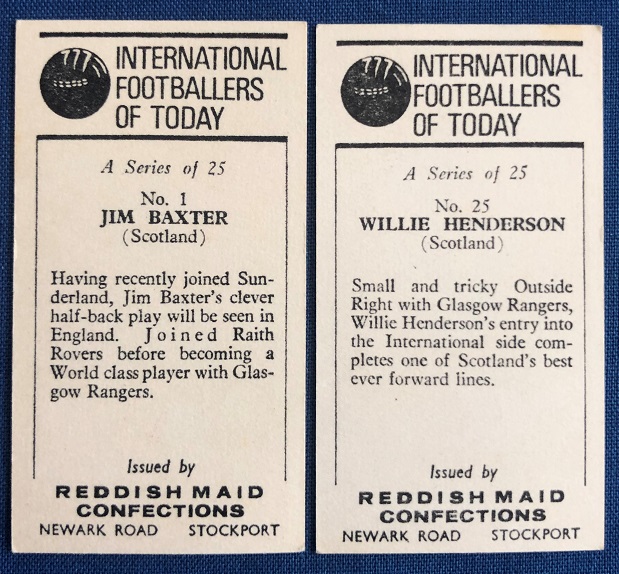 INTERNATIONAL
FOOTBALLERS
OF TODAY
A Series of 25
No. 1
JIM BAXTER
(Scotland)
Having recently joined Sun-
derland, Jim Baxter's clever
half-back play will be seen in
England. Joined Raith
Rovers before becoming a
World class player with Glas-
gow Rangers.
Issued by
REDDISH MAID
CONFECTIONS
NEWARK ROAD STOCKPORT
INTERNATIONAL
FOOTBALLERS
OF TODAY
A Series of 25
No. 25
WILLIE HENDERSON
(Scotland)
Small and tricky Outside
Right with Glasgow Rangers,
Willie Henderson's entry into
the International side com-
pletes one of Scotland's best
ever forward lines.
Issued by
REDDISH MAID
CONFECTIONS
NEWARK ROAD STOCKPORT